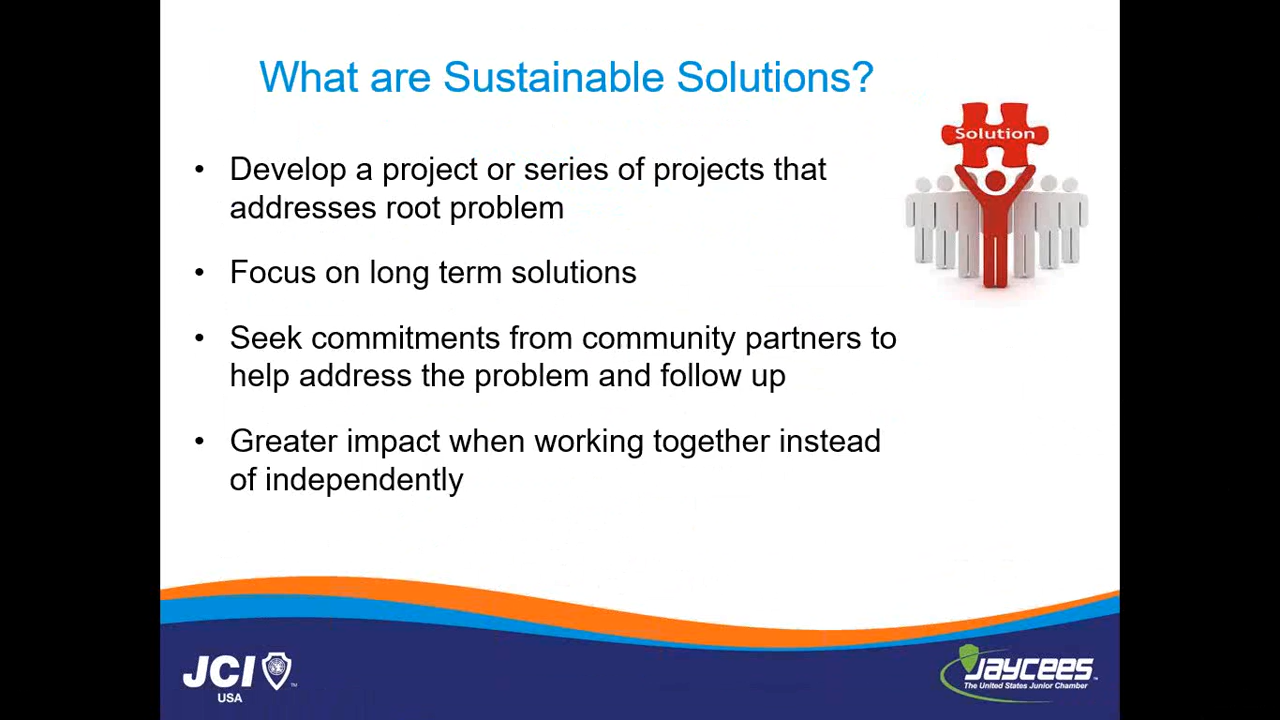 What are Sustainable Solutions?
Solution
• Develop a project or series of projects that
addresses root problem
• Focus on long term solutions
• Seek commitments from community partners to
help address the problem and follow up
• Greater impact when working together instead
of independently
JCI
™
USA
Jaycees™
The United States Junior Chamber